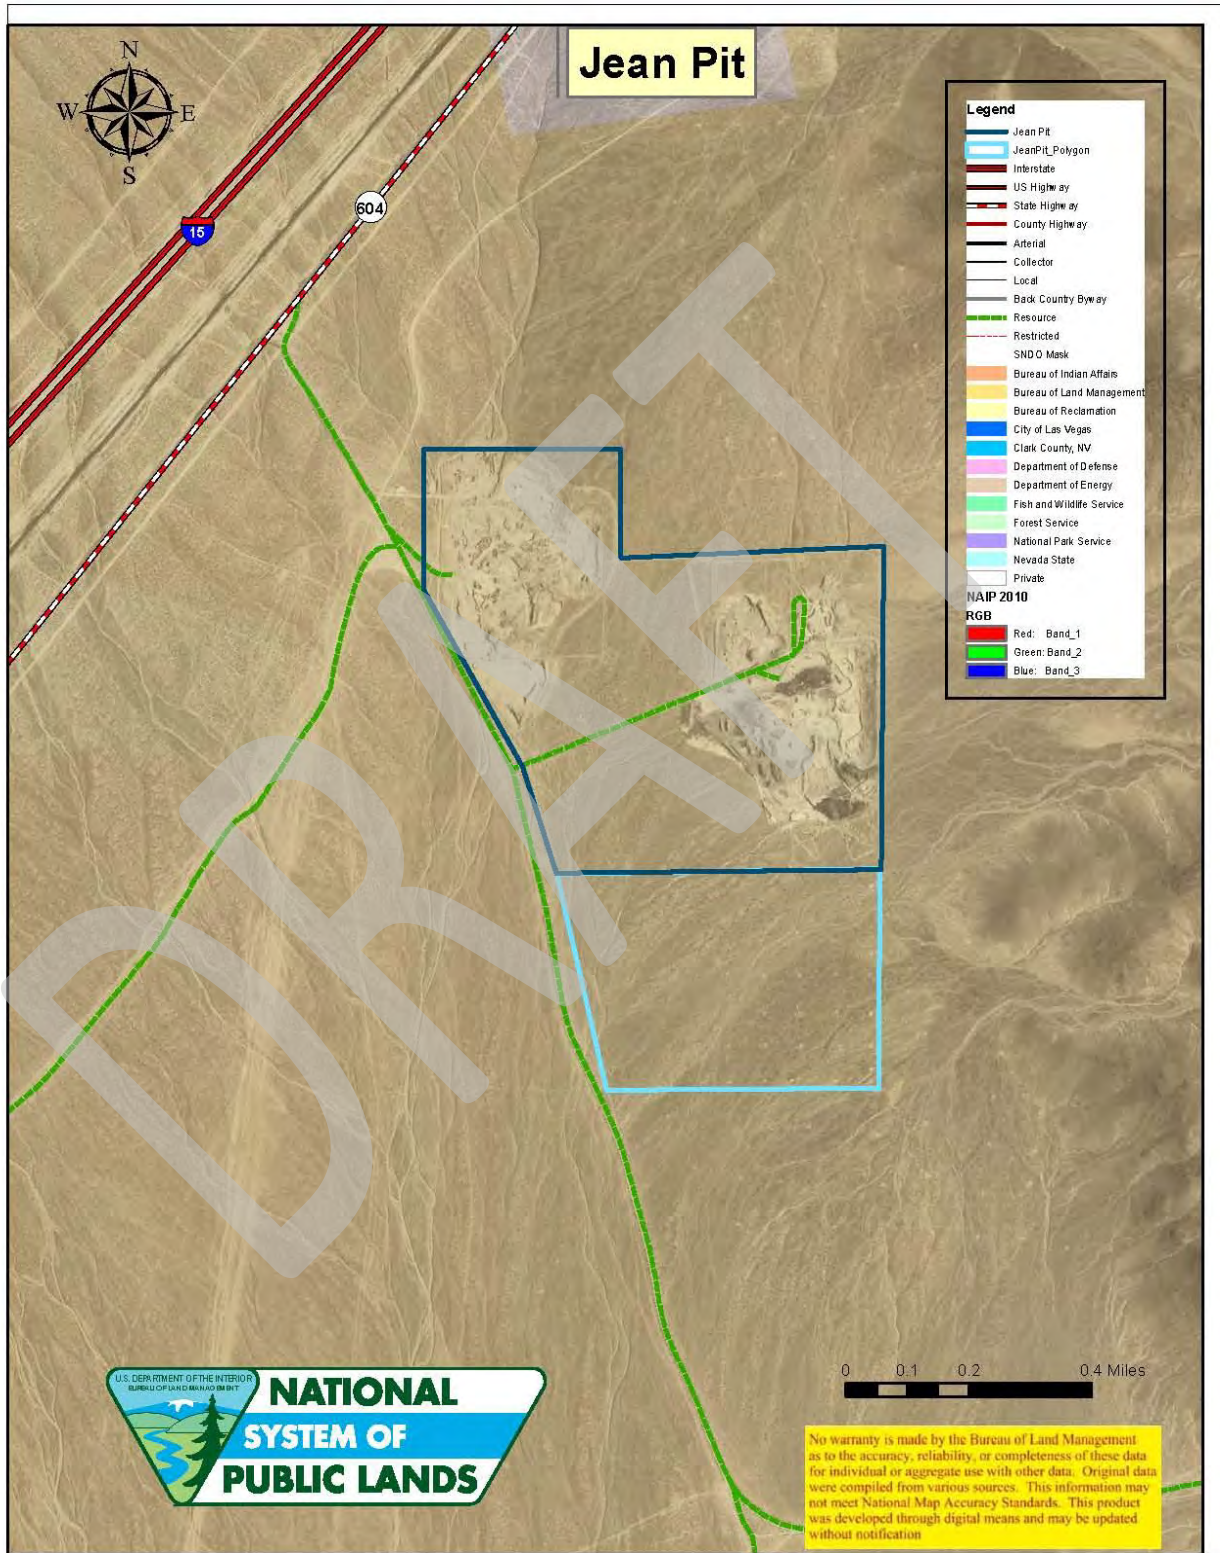 Jean Pit
N
W E
S
604
15
Legend
Jean Pit
JeanPit_Polygon
Interstate
US Highway
State Highway
County Highway
Arterial
Collector
Local
Back Country Byway
Resource
Restricted
SNDO Mask
Bureau of Indian Affairs
Bureau of Land Management
Bureau of Reclamation
City of Las Vegas
Clark County, NV
Department of Defense
Department of Energy
Fish and Wildlife Service
Forest Service
National Park Service
Nevada State
Private
NAIP 2010
RGB
Red: Band_1
Green: Band_2
Blue: Band_3
DRAFT
U.S. DEPARTMENT OF THE INTERIOR
BUREAU OF LAND MANAGEMENT
NATIONAL
SYSTEM OF
PUBLIC LANDS
0 0.1 0.2 0.4 Miles
No warranty is made by the Bureau of Land Management
as to the accuracy, reliability, or completeness of these data
for individual or aggregate use with other data. Original data
were compiled from various sources. This information may
not meet National Map Accuracy Standards. This product
was developed through digital means and may be updated
without notification